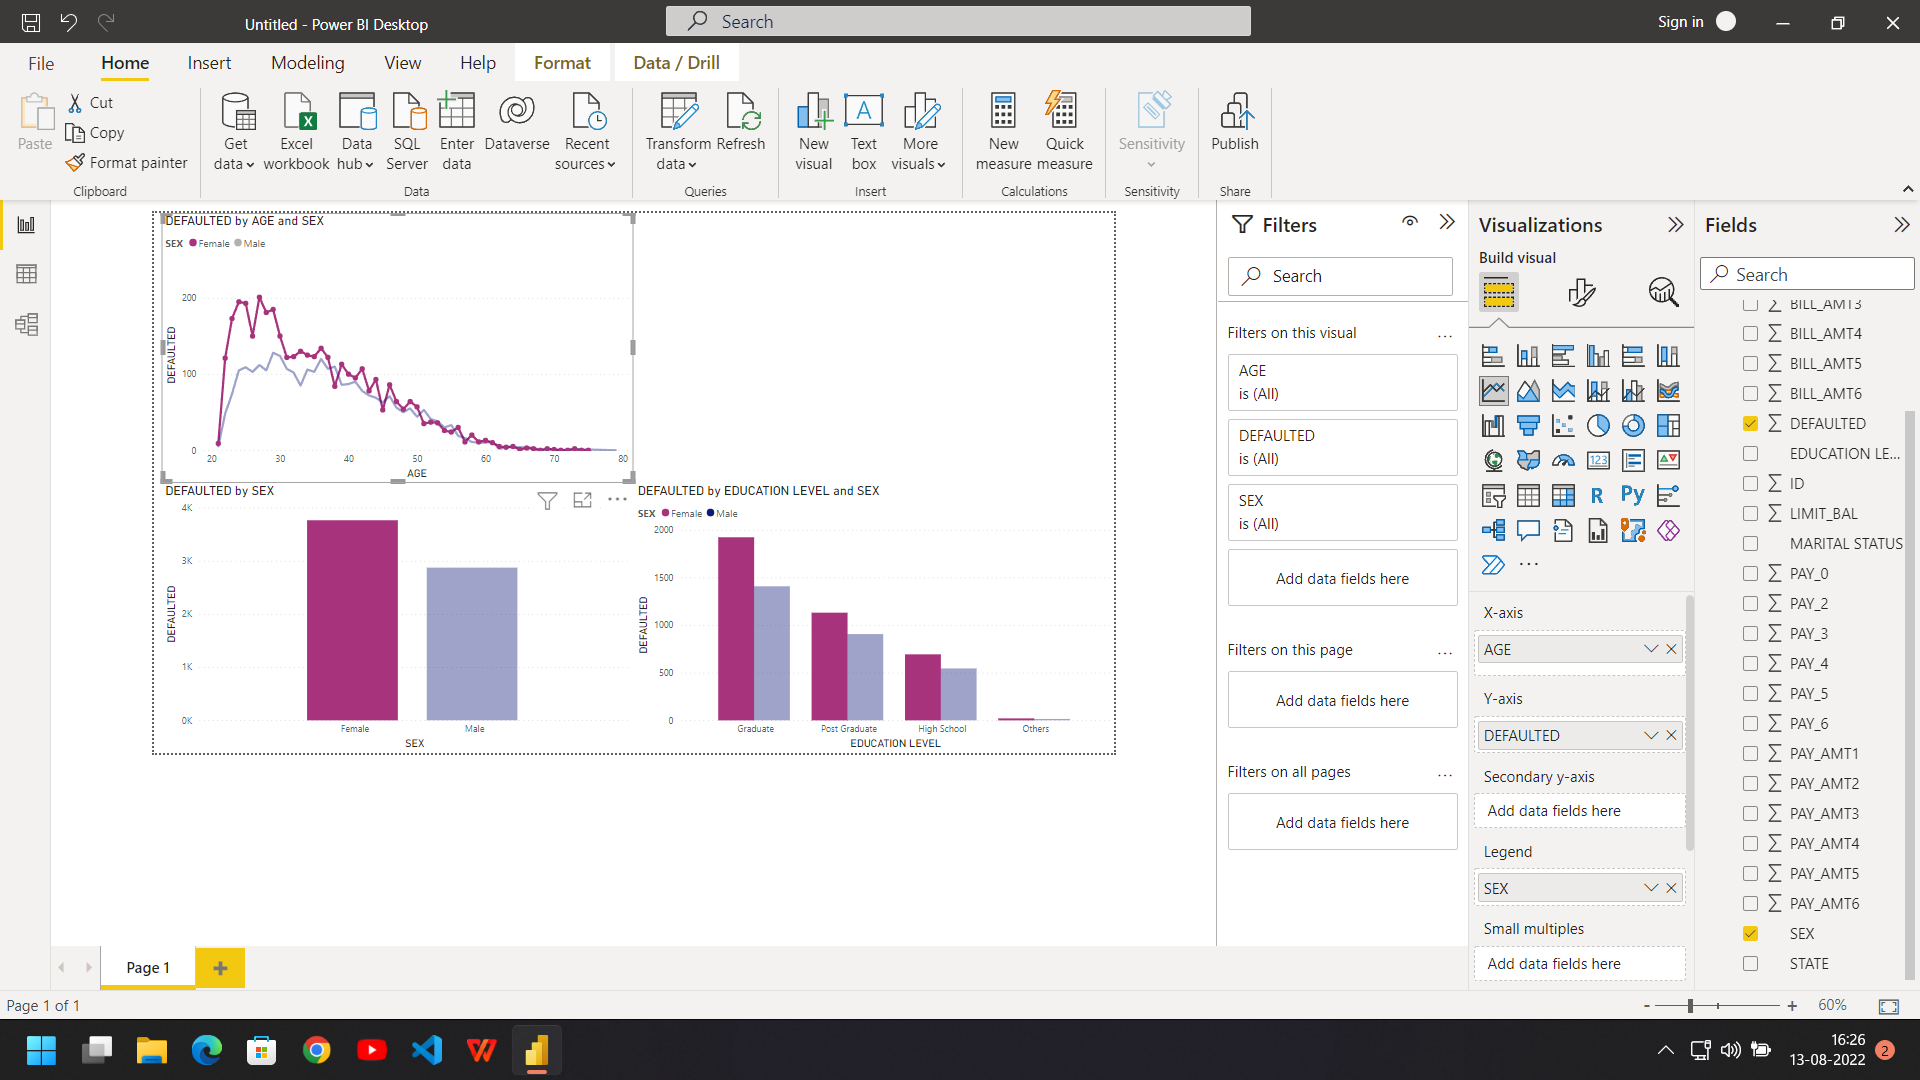 Untitled - Power BI Desktop
Search
Sign in
File
Home
Insert
Modeling
View
Help
Format
Data / Drill
Paste
Cut
Copy
Format painter
Clipboard
Get data
Excel workbook
Data hub
SQL Server
Enter data
Dataverse
Recent sources
Data
Transform data
Refresh
Queries
New visual
A
Text box
More visuals
Insert
New measure
Quick measure
Calculations
Sensitivity
Sensitivity
Publish
Share
DEFAULTED by AGE and SEX
SEX Female Male
200
100
0
DEFAULTED
20 30 40 50 60 70 80
AGE
DEFAULTED by SEX
4K
3K
2K
1K
0K
DEFAULTED
Female Male
SEX
DEFAULTED by EDUCATION LEVEL and SEX
SEX Female Male
2000
1500
1000
500
0
DEFAULTED
Graduate Post Graduate High School Others
EDUCATION LEVEL
Filters
Search
Filters on this visual
AGE
is (All)
DEFAULTED
is (All)
SEX
is (All)
Add data fields here
Filters on this page
Add data fields here
Filters on all pages
Add data fields here
Visualizations
Build visual
123
R
Py
X-axis
AGE
Y-axis
DEFAULTED
Secondary y-axis
Add data fields here
Legend
SEX
Small multiples
Add data fields here
Fields
Search
BILL_AMT3
BILL_AMT4
BILL_AMT5
BILL_AMT6
DEFAULTED
EDUCATION LE...
ID
LIMIT_BAL
MARITAL STATUS
PAY_0
PAY_2
PAY_3
PAY_4
PAY_5
PAY_6
PAY_AMT1
PAY_AMT2
PAY_AMT3
PAY_AMT4
PAY_AMT5
PAY_AMT6
SEX
STATE
Page 1
Page 1 of 1
- + 60%
16:26
13-08-2022
2